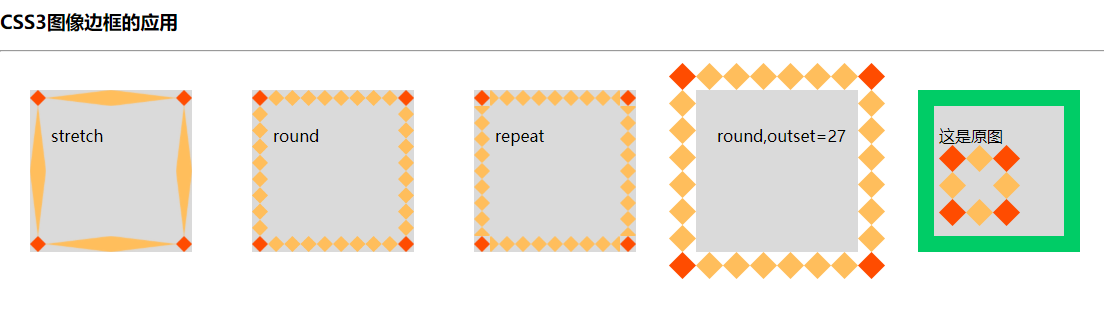 CSS3图像边框的应用
stretch
round
repeat
round,outset=27
这是原图